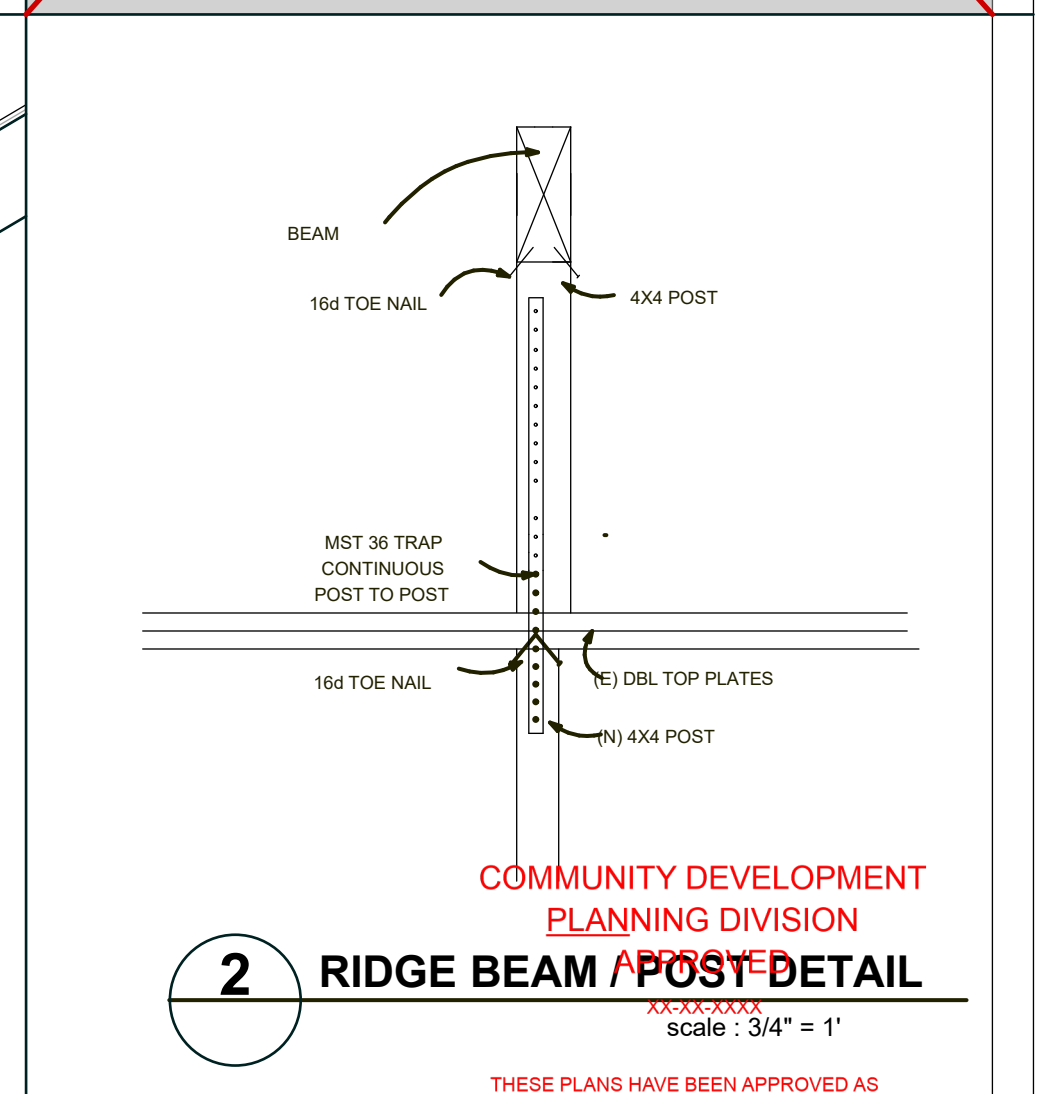 BEAM
16d TOE NAIL
4X4 POST
MST 36 TRAP
CONTINUOUS
POST TO POST
16d TOE NAIL
(E) DBL TOP PLATES
(N) 4X4 POST
COMMUNITY DEVELOPMENT
PLANNING DIVISION
APPROVED
2
RIDGE BEAM / POST DETAIL
XX-XX-XXXX
scale : 3/4" = 1'
THESE PLANS HAVE BEEN APPROVED AS